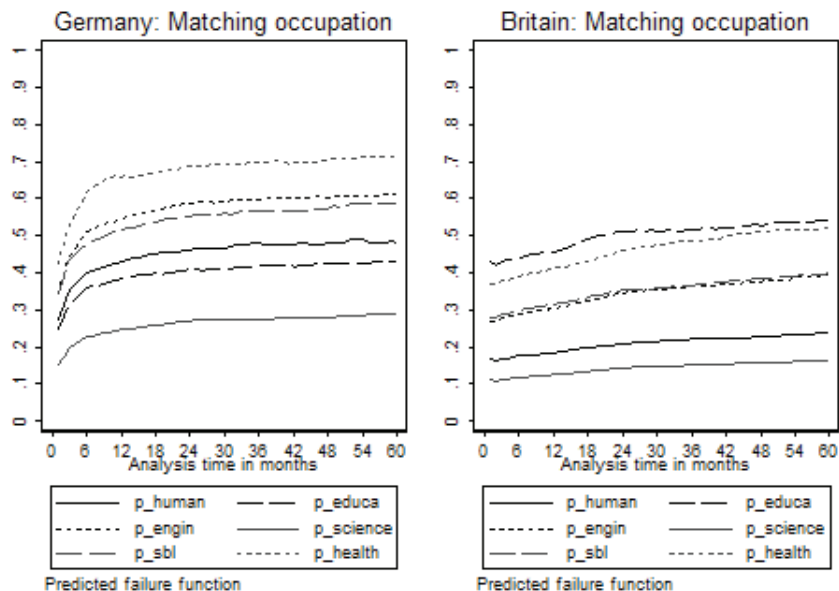 Germany: Matching occupation
1
.9
.8
.7
.6
.5
.4
.3
.2
.1
0
0 6 12 18 24 30 36 42 48 54 60
Analysis time in months
p_human p_educa
p_engin p_science
p_sbl p_health
Predicted failure function
Britain: Matching occupation
1
.9
.8
.7
.6
.5
.4
.3
.2
.1
0
0 6 12 18 24 30 36 42 48 54 60
Analysis time in months
p_human p_educa
p_engin p_science
p_sbl p_health
Predicted failure function